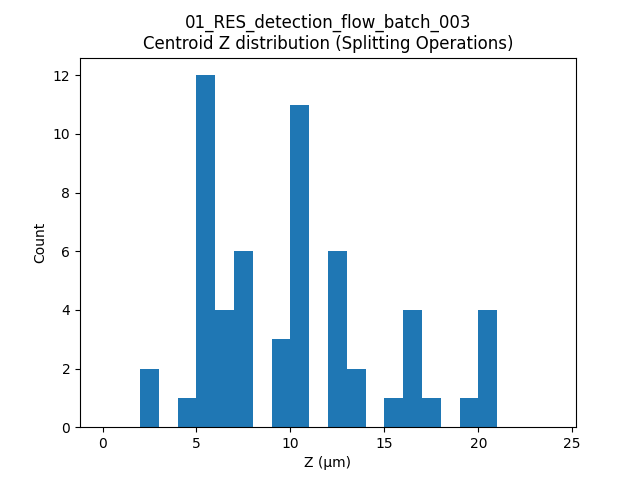 01_RES_detection_flow_batch_003
Centroid Z distribution (Splitting Operations)
12
10
8
6
4
2
0
Count
0 5 10 15 20 25
Z (μm)